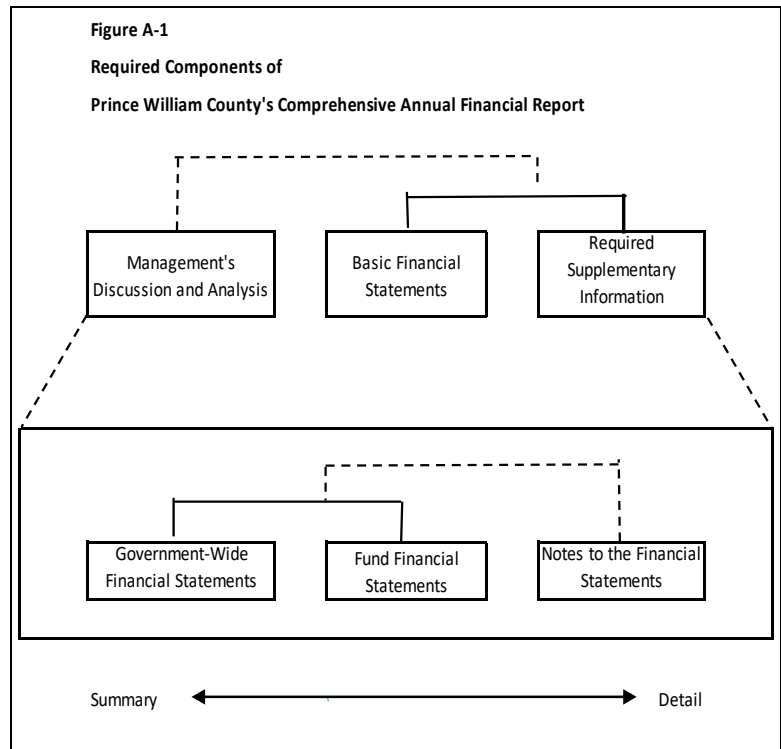 Figure A-1
Required Components of
Prince William County's Comprehensive Annual Financial Report
Management's
Discussion and Analysis
Basic Financial
Statements
Required
Supplementary
Information
Government-Wide
Financial Statements
Fund Financial
Statements
Notes to the Financial
Statements
Summary
Detail